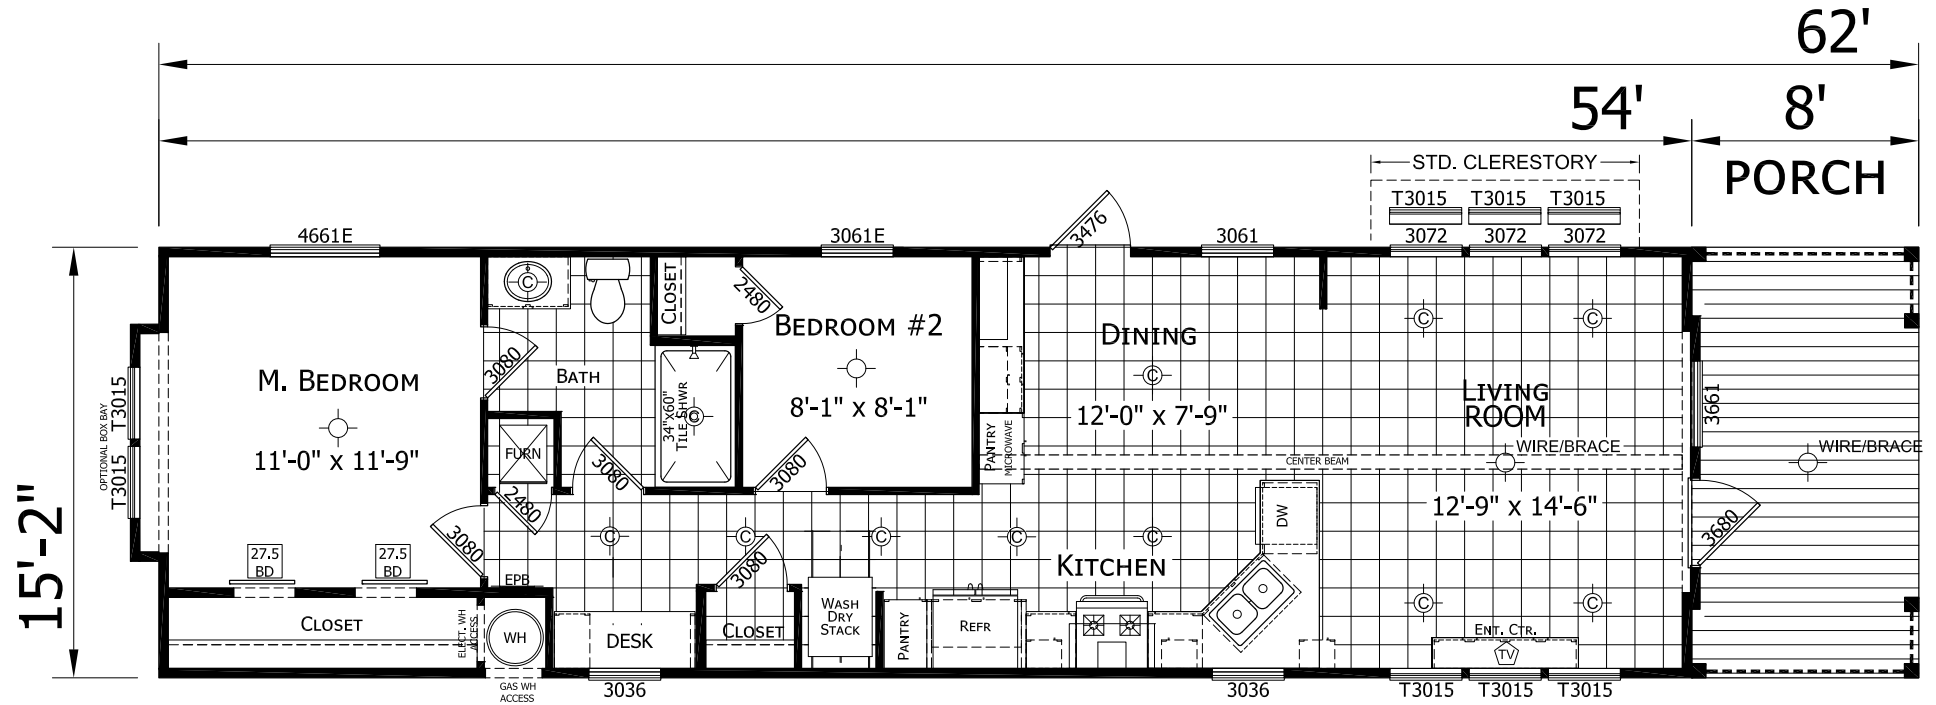 62'
54'
8'
STD. CLERESTORY
PORCH
T3015 T3015 T3015
4661E
3061E
3476
3061
3072 3072 3072
CLOSET
2480
BEDROOM #2
8'-1" X 8'-1"
DINING
12'-0" X 7'-9"
C
C
C
C
M. BEDROOM
11'-0" X 11'-9"
3080
BATH
34"x60"
TILE SHWR
C
LIVING
ROOM
12'-9" X 14'-6"
3661
OPTIONAL BOX BAY
T3015
T3015
FURN
2480
3080
3080
PANTRY
MICROWAVE
CENTER BEAM
WIRE/BRACE
WIRE/BRACE
15'-2"
3080
C
C
C
C
C
DW
3680
27.5
BD
27.5
BD
EPB
3080
KITCHEN
CLOSET
ELECT. WH
ACCESS
WH
DESK
CLOSET
WASH
DRY
STACK
PANTRY
REFR
C
C
ENT. CTR.
TV
GAS WH
ACCESS
3036
3036
T3015 T3015 T3015